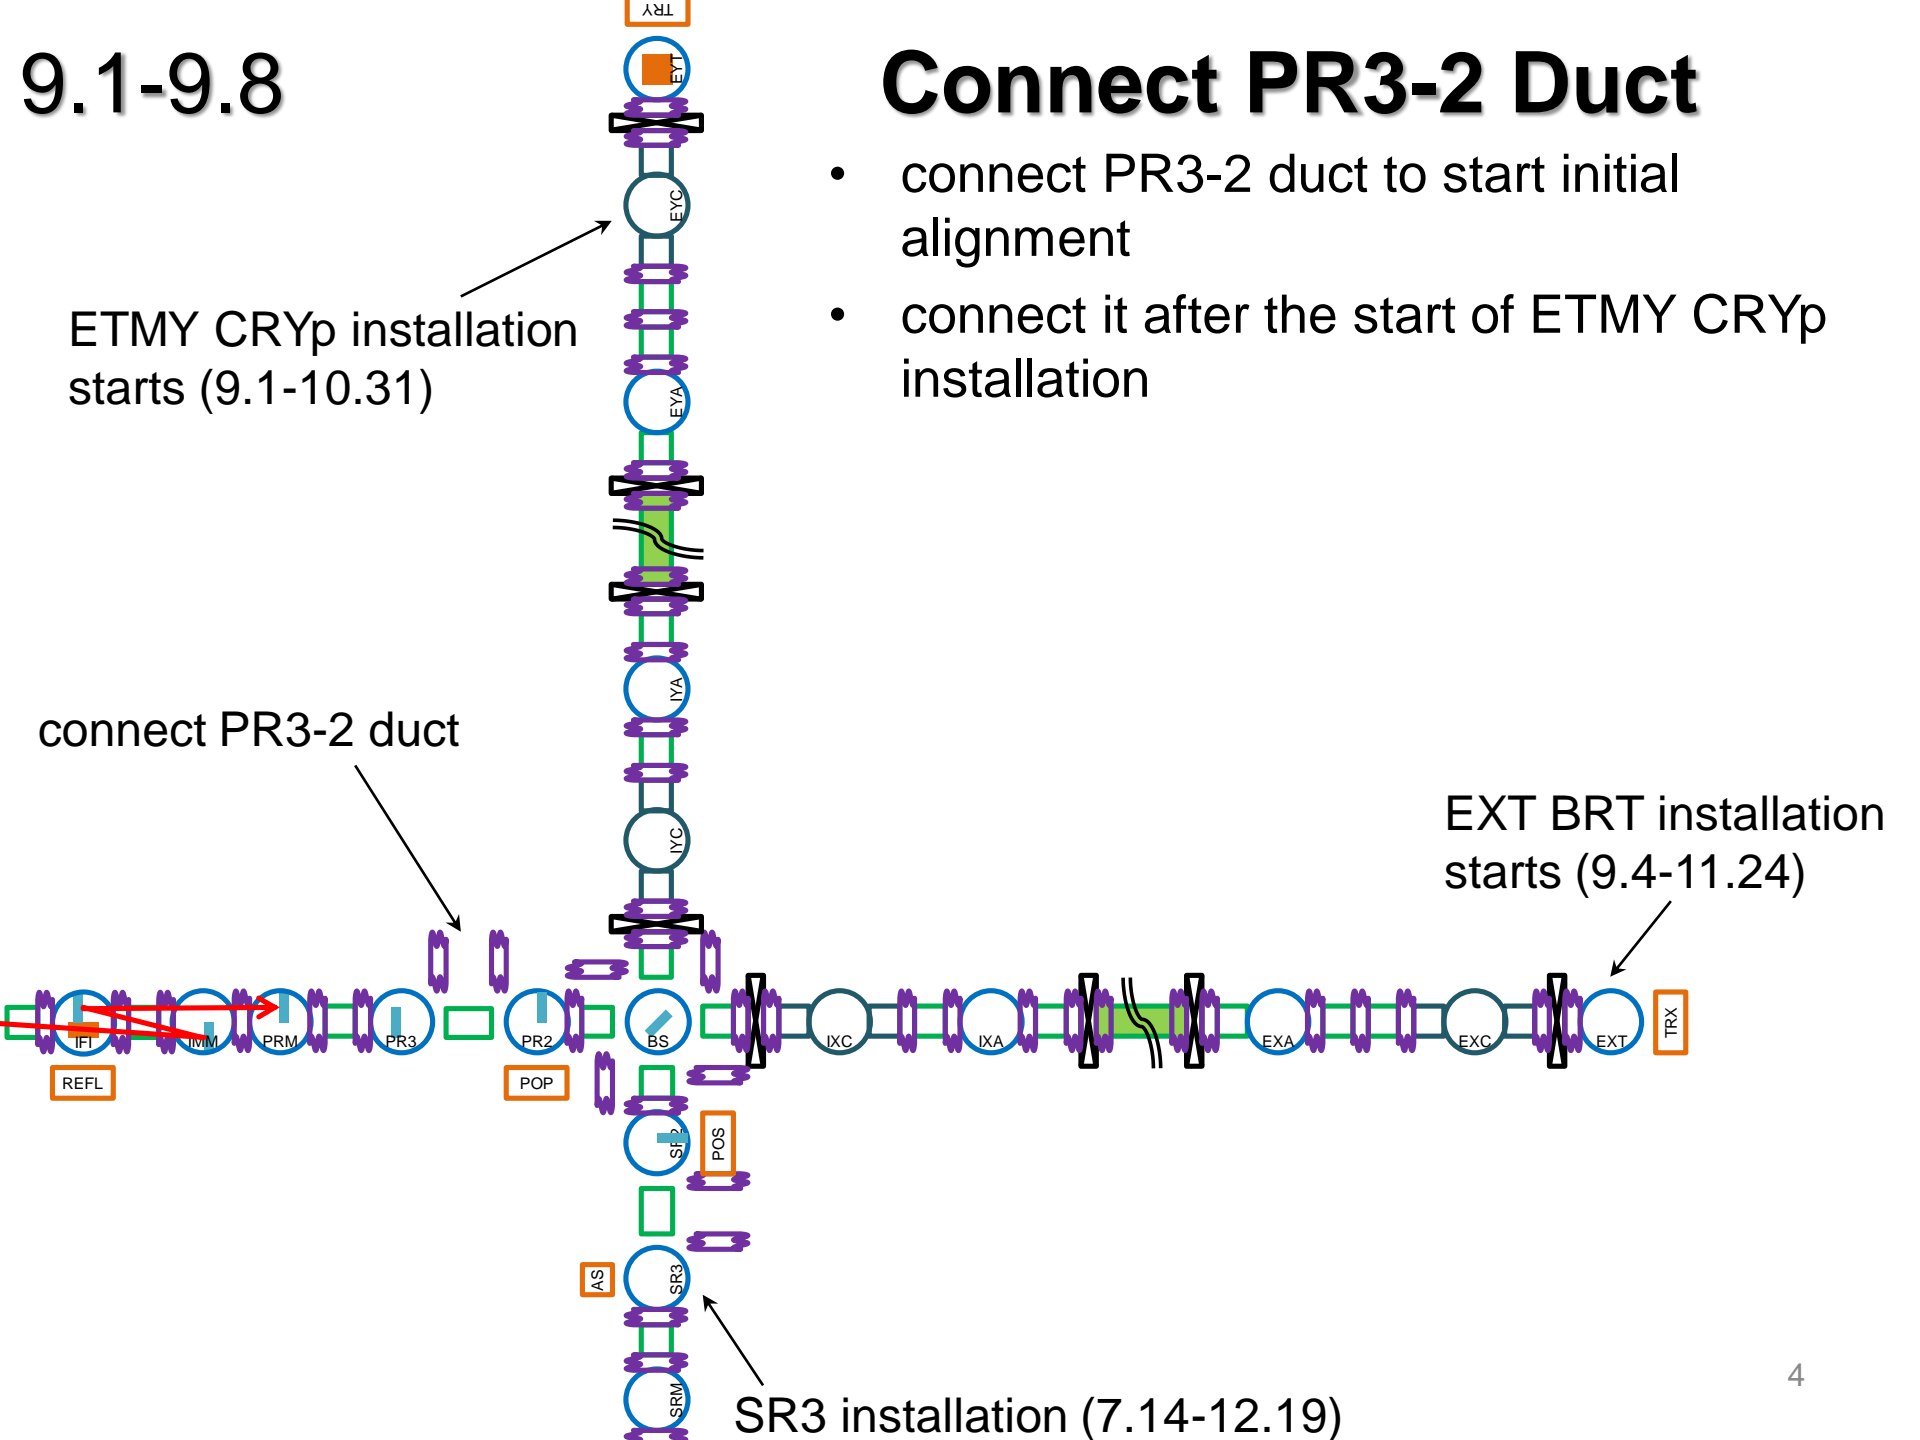 9.1-9.8
Connect PR3-2 Duct
• connect PR3-2 duct to start initial
alignment
• connect it after the start of ETMY CRYp
installation
TRY
EYT
EYC
ETMY CRYp installation
starts (9.1-10.31)
EYA
IYA
connect PR3-2 duct
IYC
EXT BRT installation
starts (9.4-11.24)
IFI
IMM
PRM
PR3
PR2
BS
IXC
IXA
EXA
EXC
EXT
TRX
REFL
POP
SR2
POS
AS
SR3
SRM
SR3 installation (7.14-12.19)
4